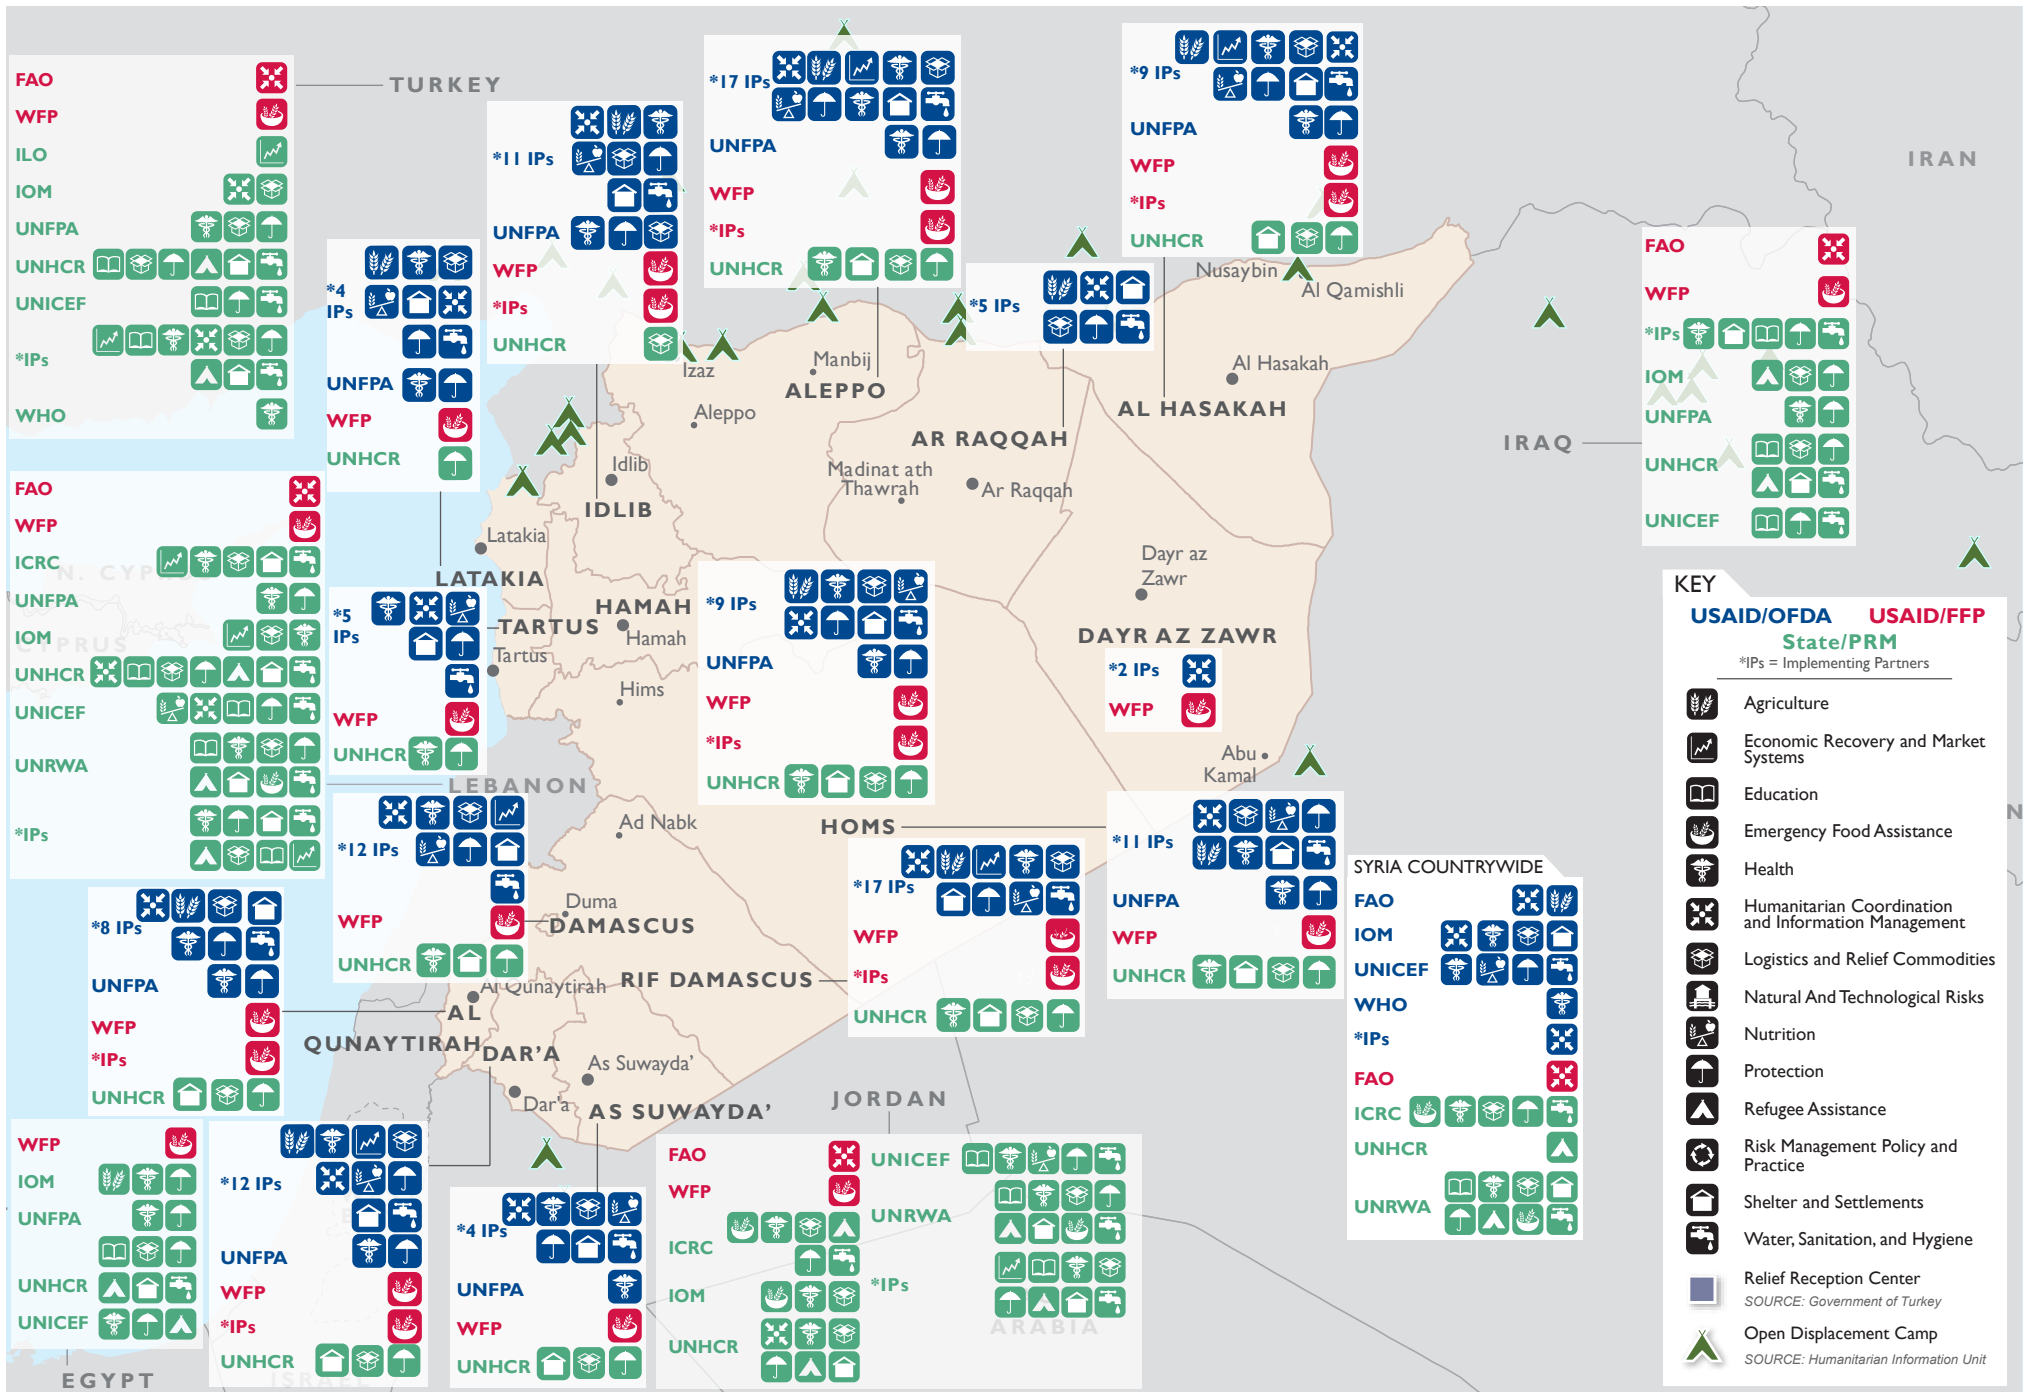 TURKEY
FAO
WFP
ILO
IOM
UNFPA
UNHCR
UNICEF
*IPs
WHO
*4
IPs
UNFPA
WFP
UNHCR
*11 IPs
UNFPA
WFP
*IPs
UNHCR
*17 IPs
UNFPA
WFP
*IPs
UNHCR
*9 IPs
UNFPA
WFP
*IPs
UNHCR
*5 IPs
IRAN
IRAQ
FAO
WFP
*IPs
IOM
UNFPA
UNHCR
UNICEF
Nusaybin
Al Qamishli
Al Hasakah
AL HASAKAH
Izaz
Manbij
ALEPPO
Aleppo
AR RAQQAH
Madinat ath
Thawrah
Ar Raqqah
Idlib
IDLIB
Latakia
LATAKIA
HAMAH
Hamah
TARTUS
Tartus
Hims
Dayr az
Zawr
DAYR AZ ZAWR
*2 IPs
WFP
Abu
Kamal
N. CYPRUS
CYPRUS
FAO
WFP
ICRC
UNFPA
IOM
UNHCR
UNICEF
UNRWA
*IPs
*5
IPs
WFP
UNHCR
LEBANON
*9 IPs
UNFPA
WFP
*IPs
UNHCR
*12 IPs
WFP
UNHCR
Ad Nabk
HOMS
Duma
DAMASCUS
RIF DAMASCUS
*17 IPs
WFP
*IPs
UNHCR
*11 IPs
UNFPA
WFP
UNHCR
*8 IPs
UNFPA
WFP
*IPs
UNHCR
Al Qunaytirah
AL
QUNAYTIRAH
DAR'A
As Suwayda'
Dar'a
AS SUWAYDA'
JORDAN
SYRIA COUNTRYWIDE
FAO
IOM
UNICEF
WHO
*IPs
FAO
ICRC
UNHCR
UNRWA
WFP
IOM
UNFPA
UNHCR
UNICEF
EGYPT
*12 IPs
UNFPA
WFP
*IPs
UNHCR
ISRAEL
*4 IPs
UNFPA
WFP
UNHCR
FAO
WFP
ICRC
IOM
UNHCR
UNICEF
UNRWA
*IPs
ARABIA
KEY
USAID/OFDA USAID/FFP
State/PRM
*IPs = Implementing Partners
Agriculture
Economic Recovery and Market
Systems
Education
Emergency Food Assistance
Health
Humanitarian Coordination
and Information Management
Logistics and Relief Commodities
Natural And Technological Risks
Nutrition
Protection
Refugee Assistance
Risk Management Policy and
Practice
Shelter and Settlements
Water, Sanitation, and Hygiene
Relief Reception Center
SOURCE: Government of Turkey
Open Displacement Camp
SOURCE: Humanitarian Information Unit